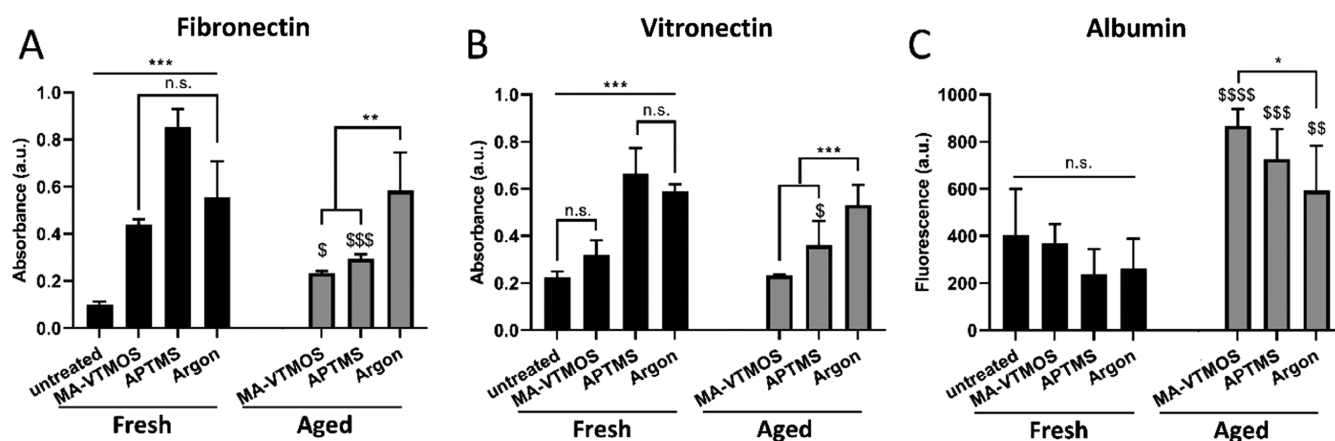 A
Fibronectin
***
n.s.
**
$
$$$
1.0
0.8
0.6
0.4
0.2
0.0
Absorbance (a.u.)
untreated
MA-VTMOS
APTMS
Argon
MA-VTMOS
APTMS
Argon
Fresh
Aged
B
Vitronectin
***
n.s.
n.s.
***
$
1.0
0.8
0.6
0.4
0.2
0.0
Absorbance (a.u.)
untreated
MA-VTMOS
APTMS
Argon
MA-VTMOS
APTMS
Argon
Fresh
Aged
C
Albumin
*
$$$$
$$$
$$
n.s.
1000
800
600
400
200
0
Fluorescence (a.u.)
untreated
MA-VTMOS
APTMS
Argon
MA-VTMOS
APTMS
Argon
Fresh
Aged